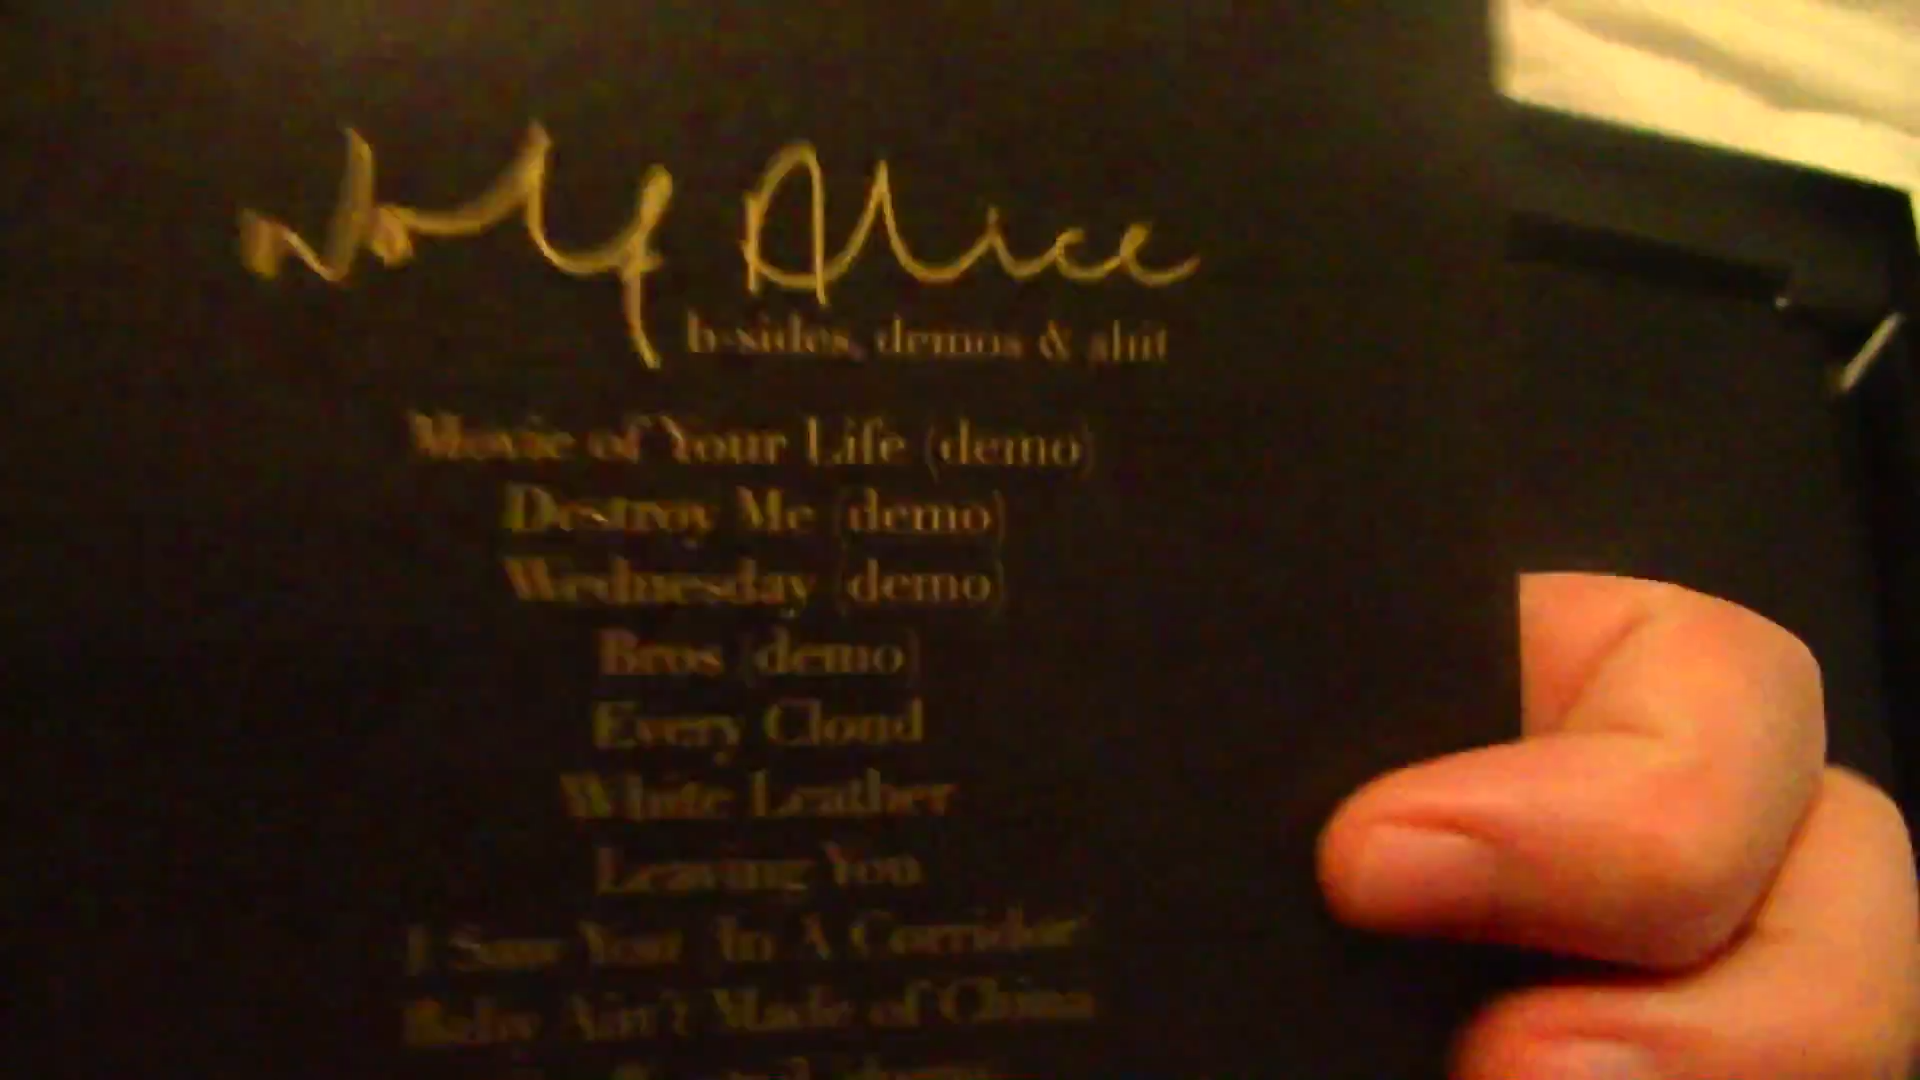 Wolf Alice
b-sides, demos & shit
Movie of Your Life (demo)
Destroy Me (demo)
Wednesday (demo)
Bros (demo)
Every Cloud
White Leather
Leaving You
I Saw You In A Corridor
Baby Ain't Made of China